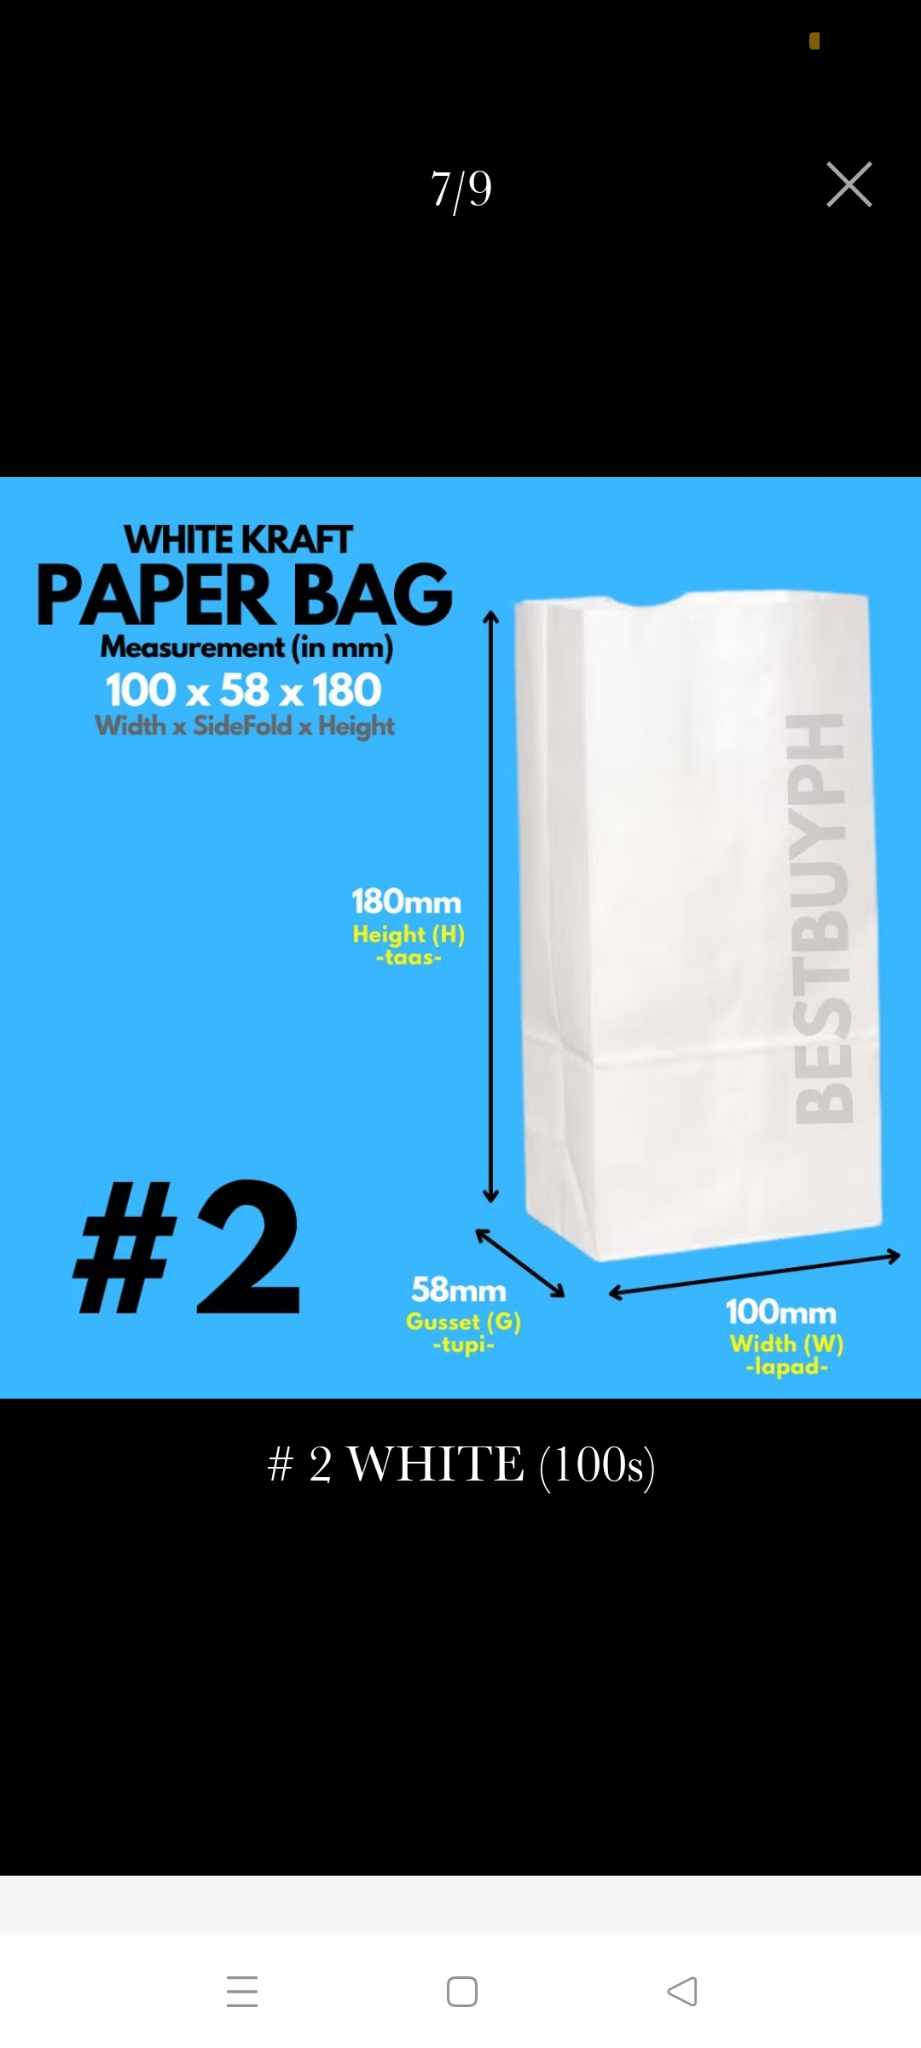 7/9
WHITE KRAFT
PAPER BAG
Measurement (in mm)
100 x 58 x 180
Width x SideFold x Height
BESTBUYPH
180mm
Height (H)
-taas-
#2
58mm
Gusset (G)
-tupi-
100mm
Width (W)
-lapad-
# 2 WHITE (100s)